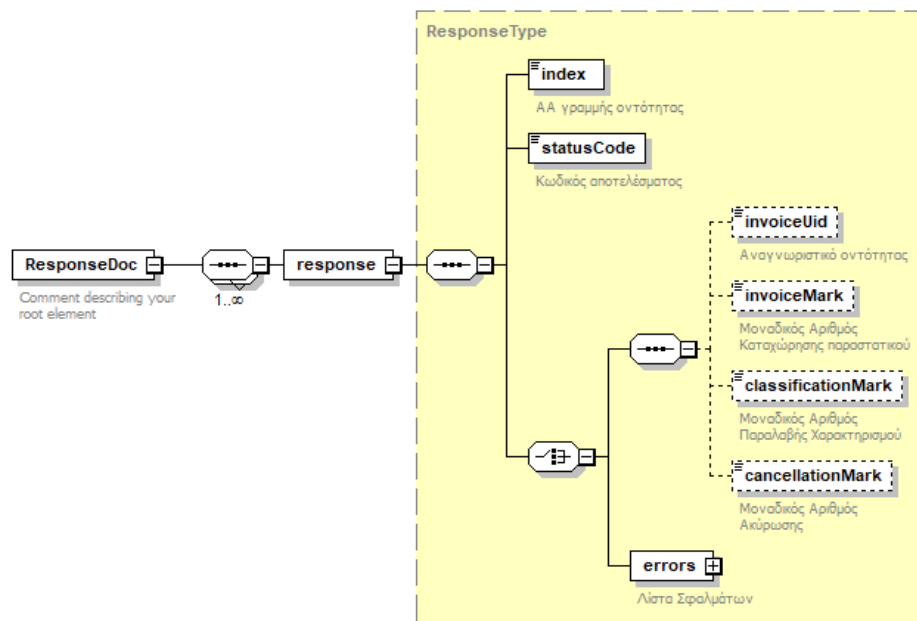 ResponseType
index
ΑΑ γραμμής οντότητας
statusCode
Κωδικός αποτελέσματος
invoiceUid
Αναγνωριστικό οντότητας
ResponseDoc
response
Comment describing your
root element
1..∞
invoiceMark
Μοναδικός Αριθμός
Καταχώρησης παραστατικού
classificationMark
Μοναδικός Αριθμός
Παραλαβής Χαρακτηρισμού
cancellationMark
Μοναδικός Αριθμός
Ακύρωσης
errors
Λίστα Σφαλμάτων